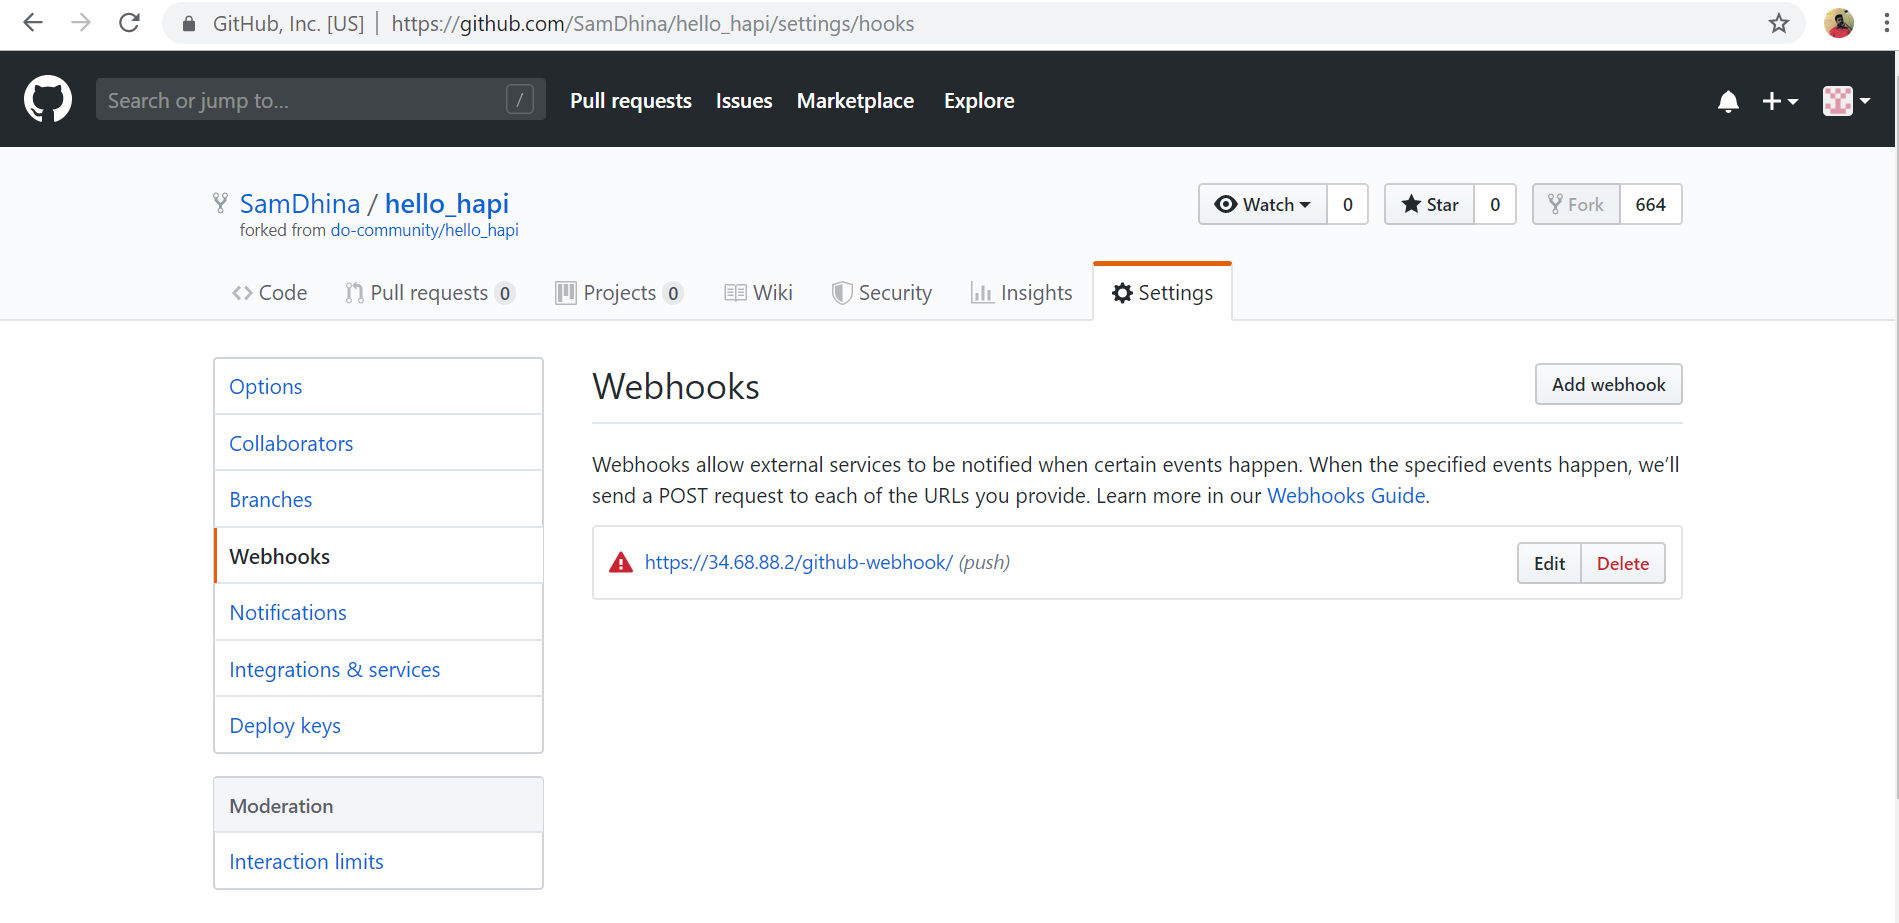 GitHub, Inc. [US] | https://github.com/SamDhina/hello_hapi/settings/hooks
Search or jump to... /
Pull requests Issues Marketplace Explore
SamDhina / hello_hapi
forked from do-community/hello_hapi
Watch 0 Star 0 Fork 664
Code Pull requests 0 Projects 0 Wiki Security Insights Settings
Options
Collaborators
Branches
Webhooks
Notifications
Integrations & services
Deploy keys
Moderation
Interaction limits
Webhooks
Add webhook
Webhooks allow external services to be notified when certain events happen. When the specified events happen, we’ll
send a POST request to each of the URLs you provide. Learn more in our Webhooks Guide.
https://34.68.88.2/github-webhook/ (push)
Edit Delete